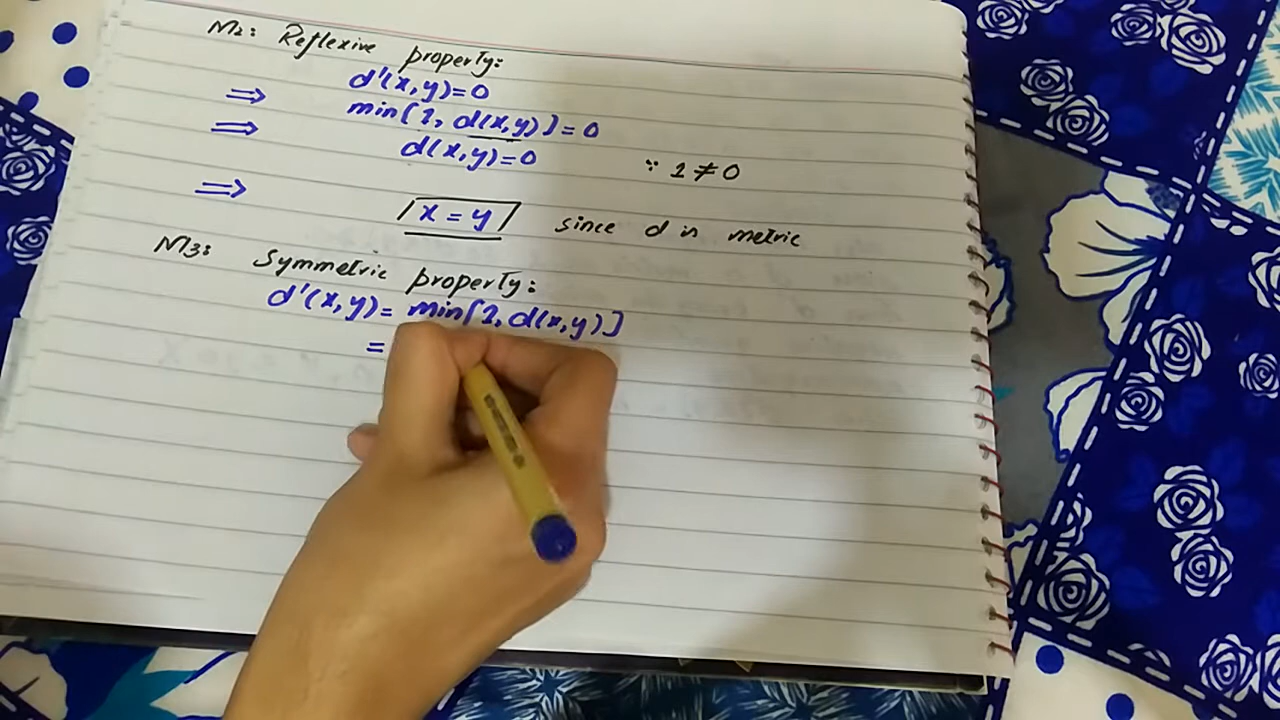 M2: Reflexive property:
d'(x,y)=0
⇒ min[1, d(x,y)]=0
⇒ d(x,y)=0 ∵ 1≠0
⇒ x = y since d is metric
M3: Symmetric property:
d'(x,y)= min[1, d(x,y)]
=